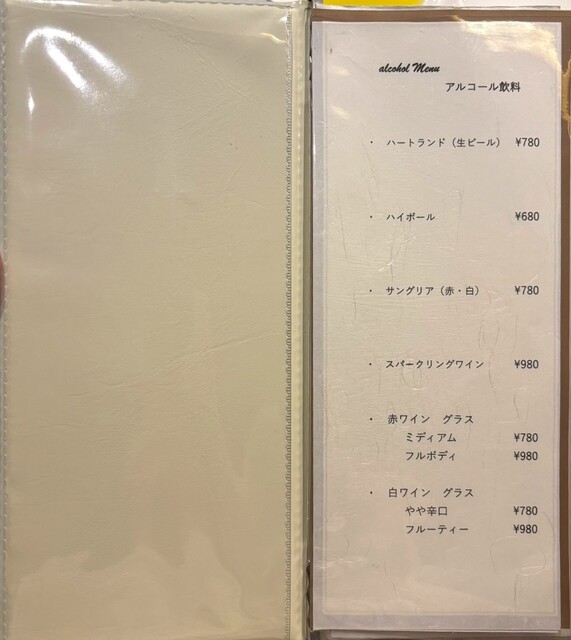 alcohol Menu
アルコール飲料
・ ハートランド（生ビール） ¥780
・ ハイボール ¥680
・ サングリア（赤・白） ¥780
・ スパークリングワイン ¥980
・ 赤ワイン　グラス
ミディアム ¥780
フルボディ ¥980
・ 白ワイン　グラス
やや辛口 ¥780
フルーティー ¥980